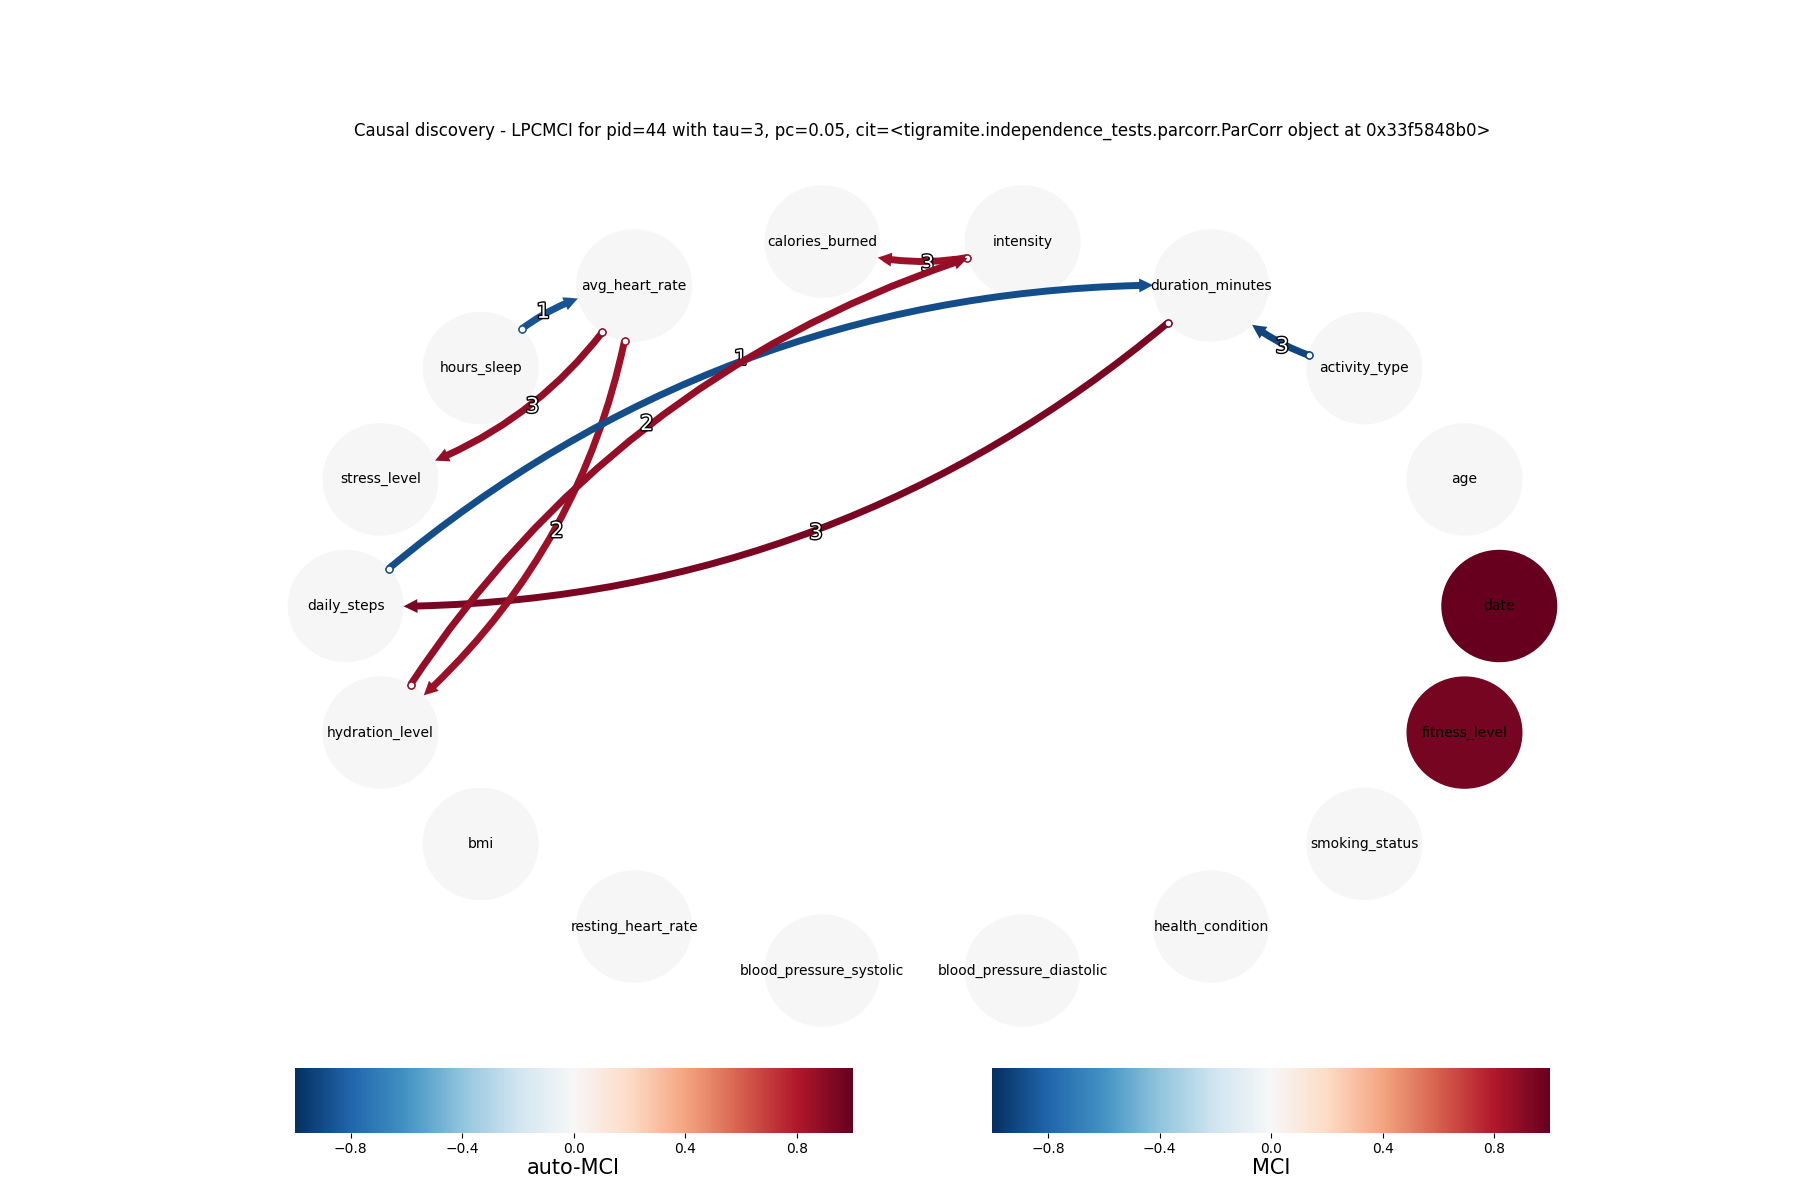 Causal discovery - LPCMCI for pid=44 with tau=3, pc=0.05, cit=<tigramite.independence_tests.parcorr.ParCorr object at 0x33f5848b0>
calories_burned
intensity
3
avg_heart_rate
duration_minutes
1
3
hours_sleep
activity_type
1
3
2
stress_level
age
2
3
daily_steps
date
hydration_level
fitness_level
bmi
smoking_status
resting_heart_rate
health_condition
blood_pressure_systolic
blood_pressure_diastolic
−0.8 −0.4 0.0 0.4 0.8
auto-MCI
−0.8 −0.4 0.0 0.4 0.8
MCI